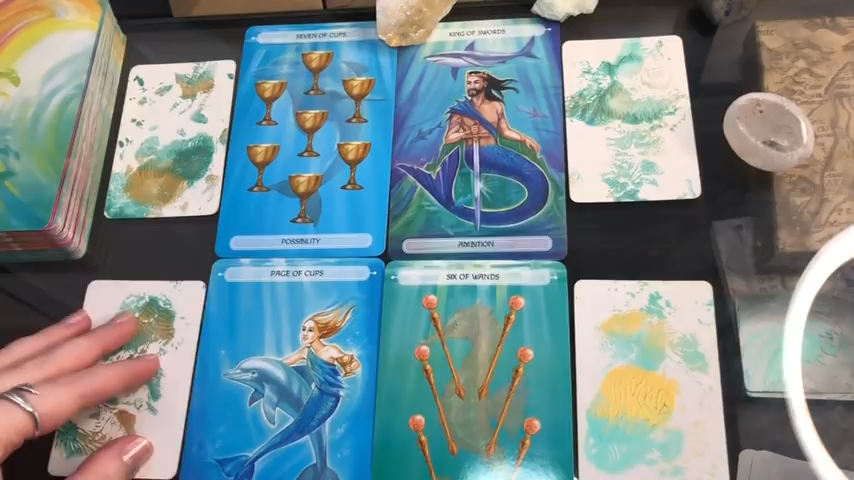 SEVEN OF CUPS
KING OF SWORDS
POSSIBILITY
AMBITION
PAGE OF CUPS
SIX OF WANDS